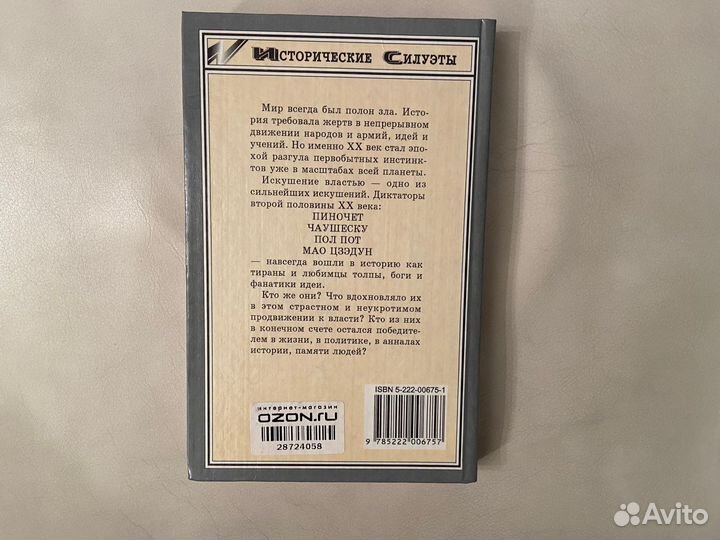 Исторические Силуэты
Мир всегда был полон зла. Исто-
рия требовала жертв в непрерывном
движении народов и армий, идей и
учений. Но именно XX век стал эпо-
хой разгула первобытных инстинк-
тов уже в масштабах всей планеты.
Искушение властью — одно из
сильнейших искушений. Диктаторы
второй половины XX века:
ПИНОЧЕТ
ЧАУШЕСКУ
ПОЛ ПОТ
МАО ЦЗЭДУН
— навсегда вошли в историю как
тираны и любимцы толпы, боги и
фанатики идеи.
Кто же они? Что вдохновляло их
в этом страстном и неукротимом
продвижении к власти? Кто из них
в конечном счете остался победите-
лем в жизни, в политике, в анналах
истории, памяти людей?
интернет-магазин
OZON.ru
28724058
ISBN 5-222-00675-1
9 785222 006757
Avito